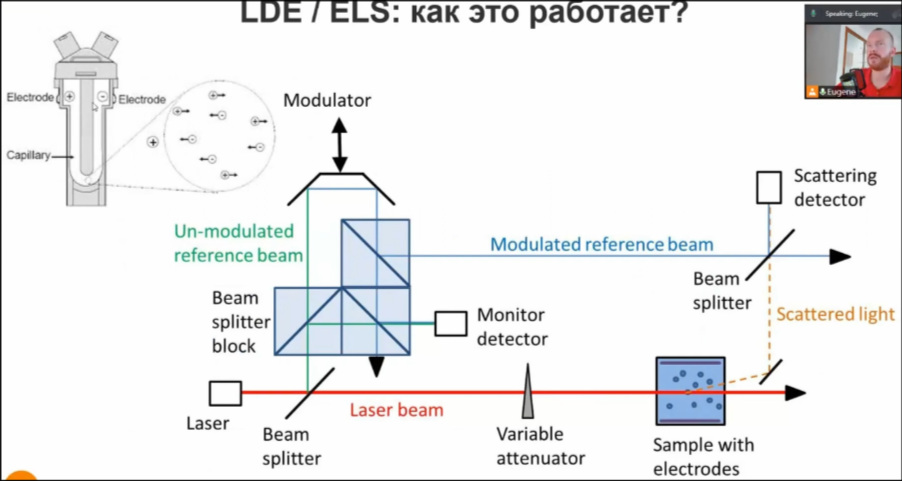 LDE / ELS: как это работает?
Speaking: Eugene;
Eugene
Electrode
Electrode
Capillary
Modulator
Un-modulated
reference beam
Modulated reference beam
Scattering
detector
Beam
splitter
Scattered light
Beam
splitter
block
Monitor
detector
Laser
Laser beam
Beam
splitter
Variable
attenuator
Sample with
electrodes